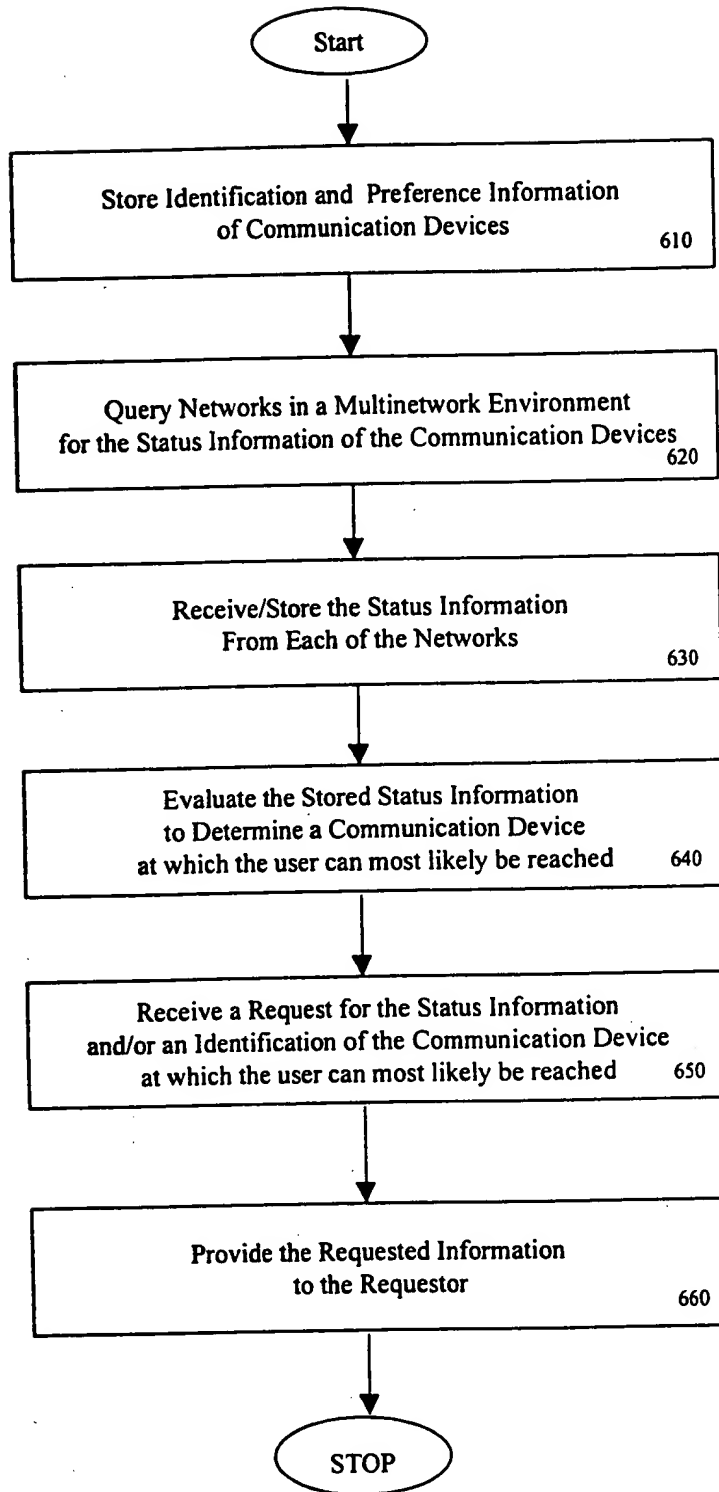 Start
Store Identification and Preference Information
of Communication Devices
610
Query Networks in a Multinetwork Environment
for the Status Information of the Communication Devices
620
Receive/Store the Status Information
From Each of the Networks
630
Evaluate the Stored Status Information
to Determine a Communication Device
at which the user can most likely be reached 640
Receive a Request for the Status Information
and/or an Identification of the Communication Device
at which the user can most likely be reached 650
Provide the Requested Information
to the Requestor
660
STOP